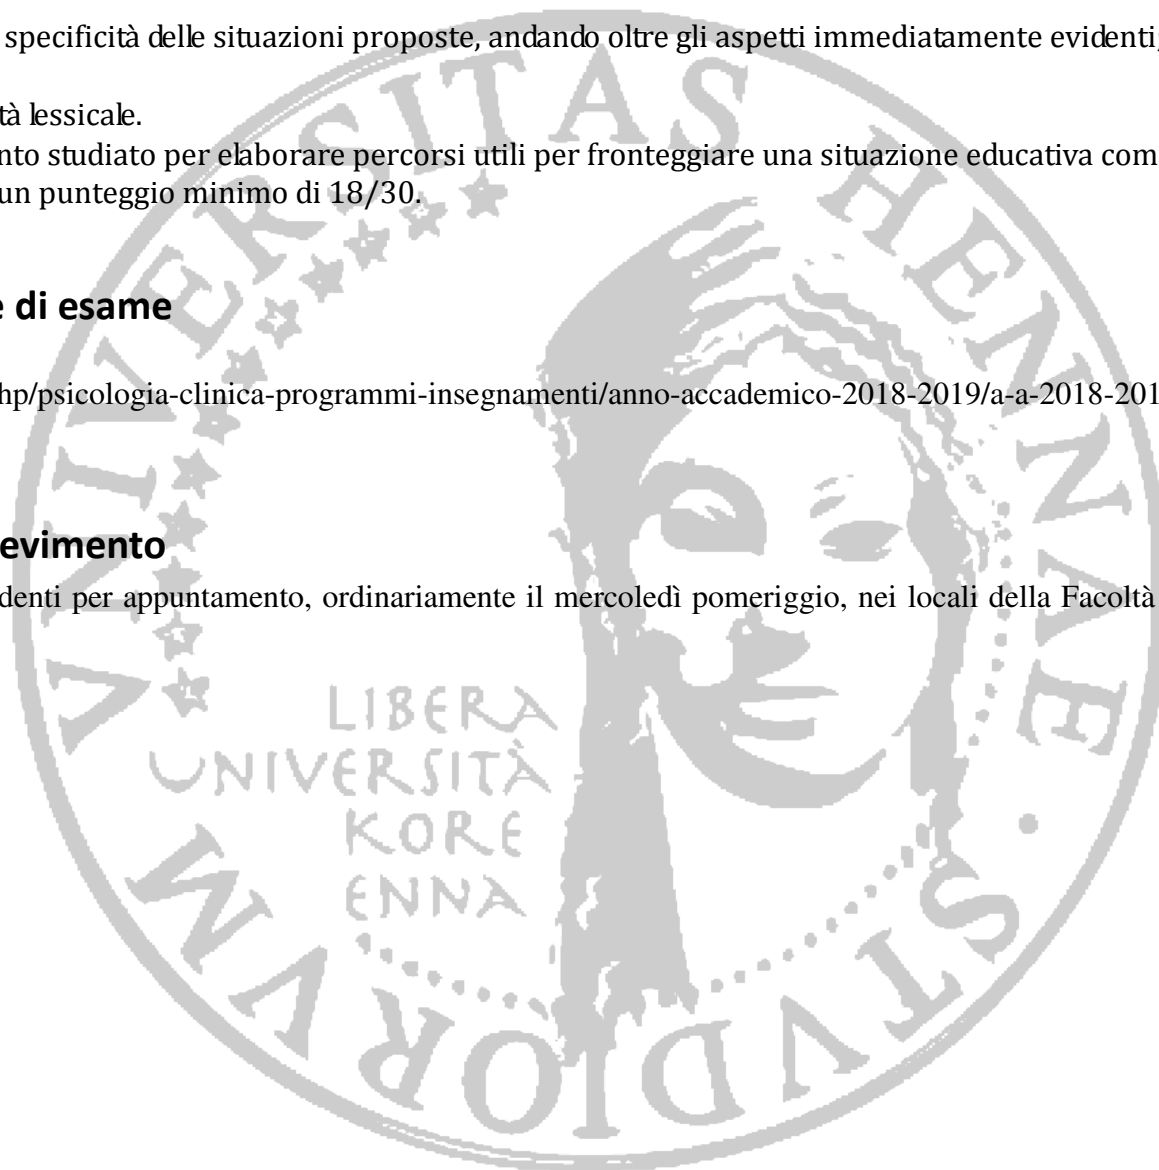 specificità delle situazioni proposte, andando oltre gli aspetti immediatamente evidenti;
tà lessicale.
nto studiato per elaborare percorsi utili per fronteggiare una situazione educativa com
un punteggio minimo di 18/30.
e di esame
hp/psicologia-clinica-programmi-insegnamenti/anno-accademico-2018-2019/a-a-2018-201
evimento
denti per appuntamento, ordinariamente il mercoledì pomeriggio, nei locali della Facoltà
VNIVERSITAS HENNAE · STVDIORVM
LIBERA
UNIVERSITÀ
KORE
ENNA